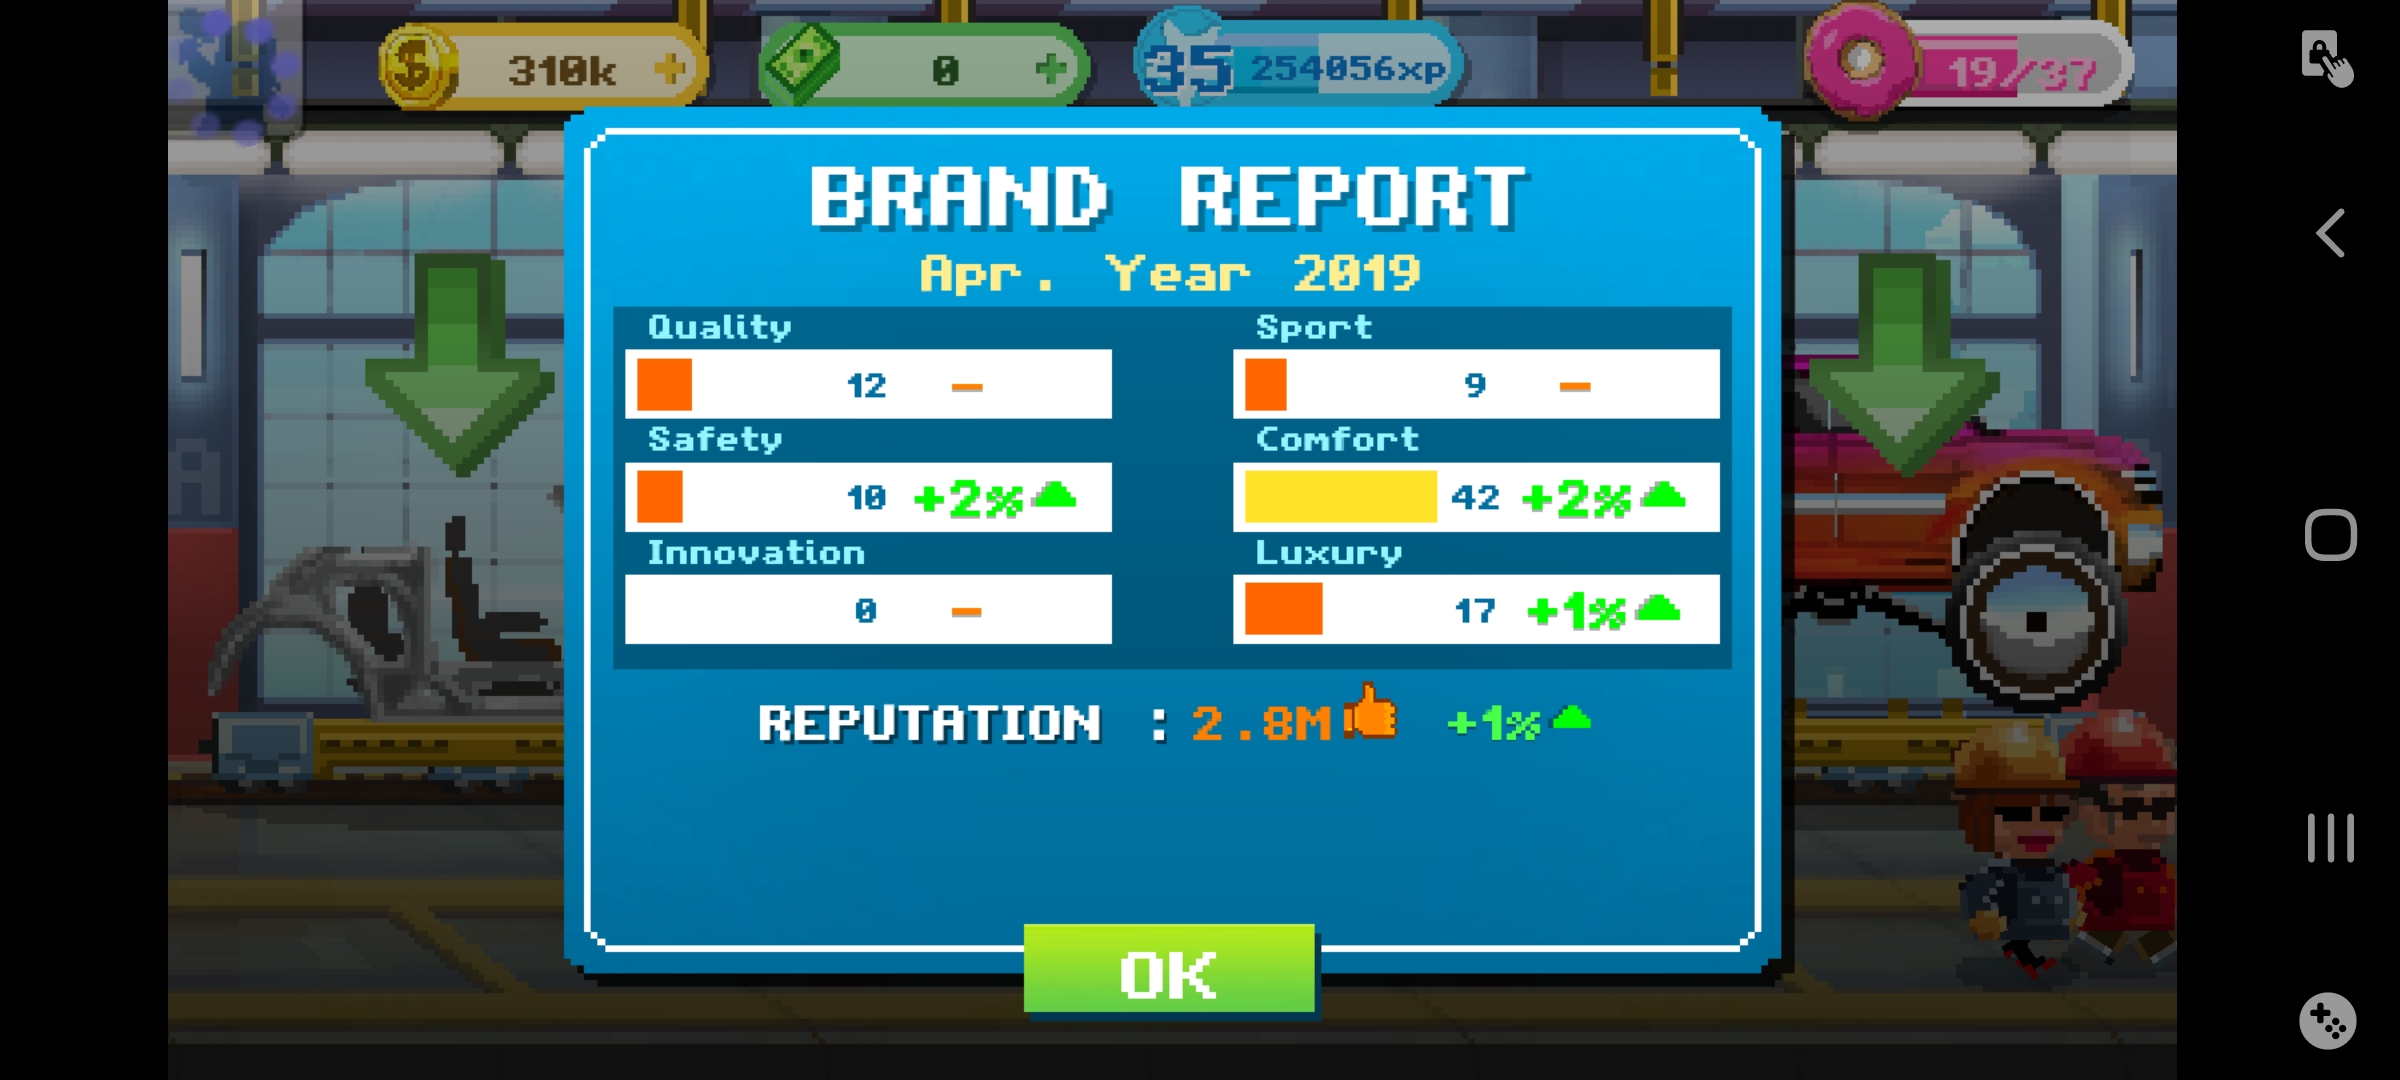 310k
0
35 254056xp
19/37
BRAND REPORT
Apr. Year 2019
Quality Sport
12 9
Safety Comfort
10 +2% 42 +2%
Innovation Luxury
0 17 +1%
REPUTATION : 2.8M +1%
OK